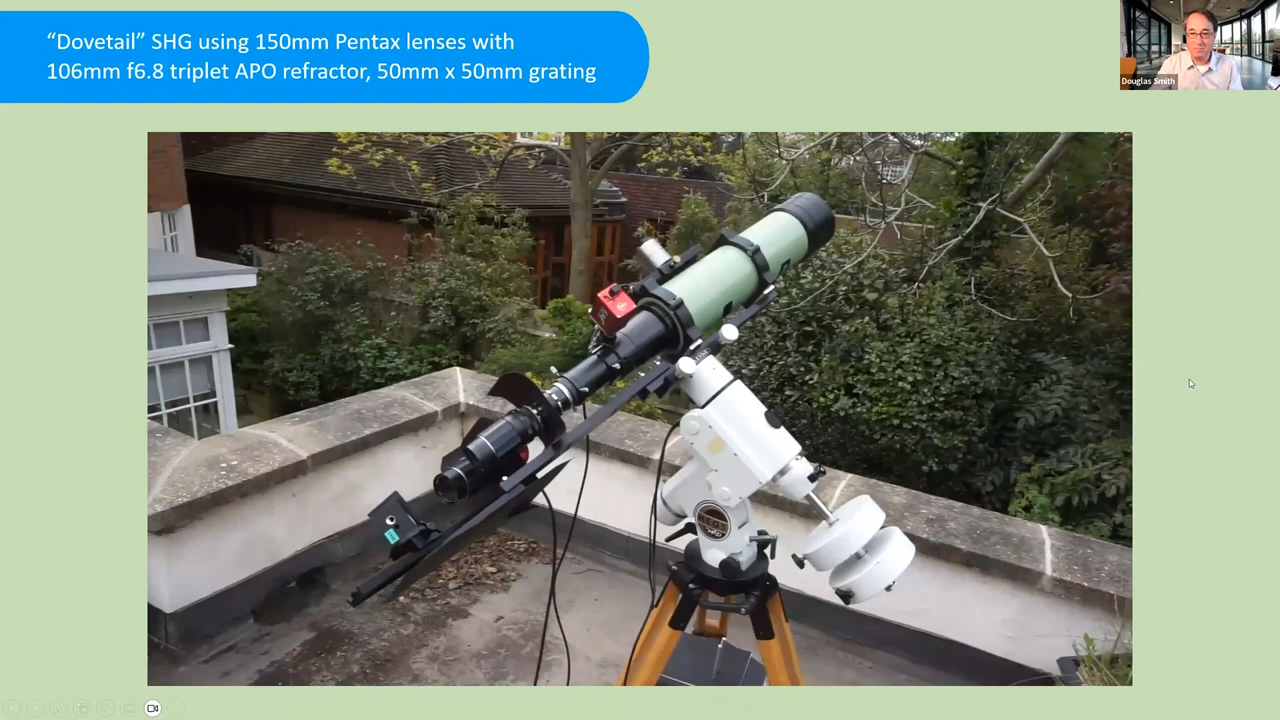 “Dovetail” SHG using 150mm Pentax lenses with
106mm f6.8 triplet APO refractor, 50mm x 50mm grating
Douglas Smith